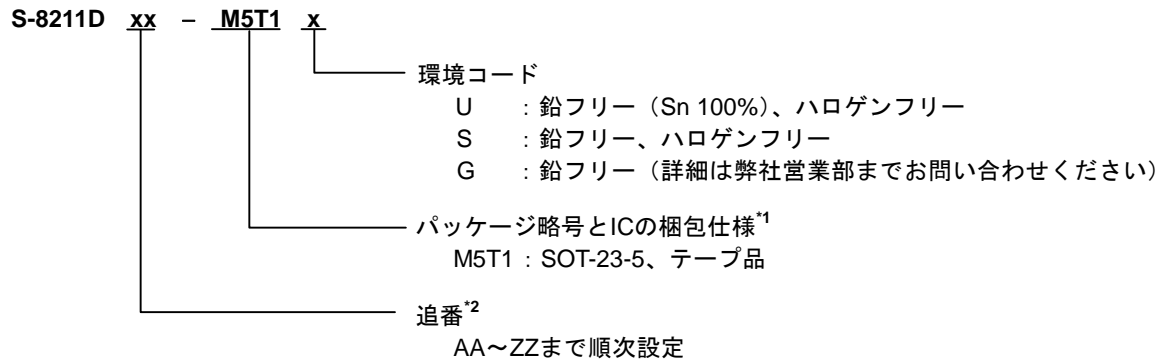 S-8211D xx – M5T1 x
環境コード
U : 鉛フリー（Sn 100%）、ハロゲンフリー
S : 鉛フリー、ハロゲンフリー
G : 鉛フリー（詳細は弊社営業部までお問い合わせください）
パッケージ略号とICの梱包仕様*1
M5T1 : SOT-23-5、テープ品
追番*2
AA～ZZまで順次設定